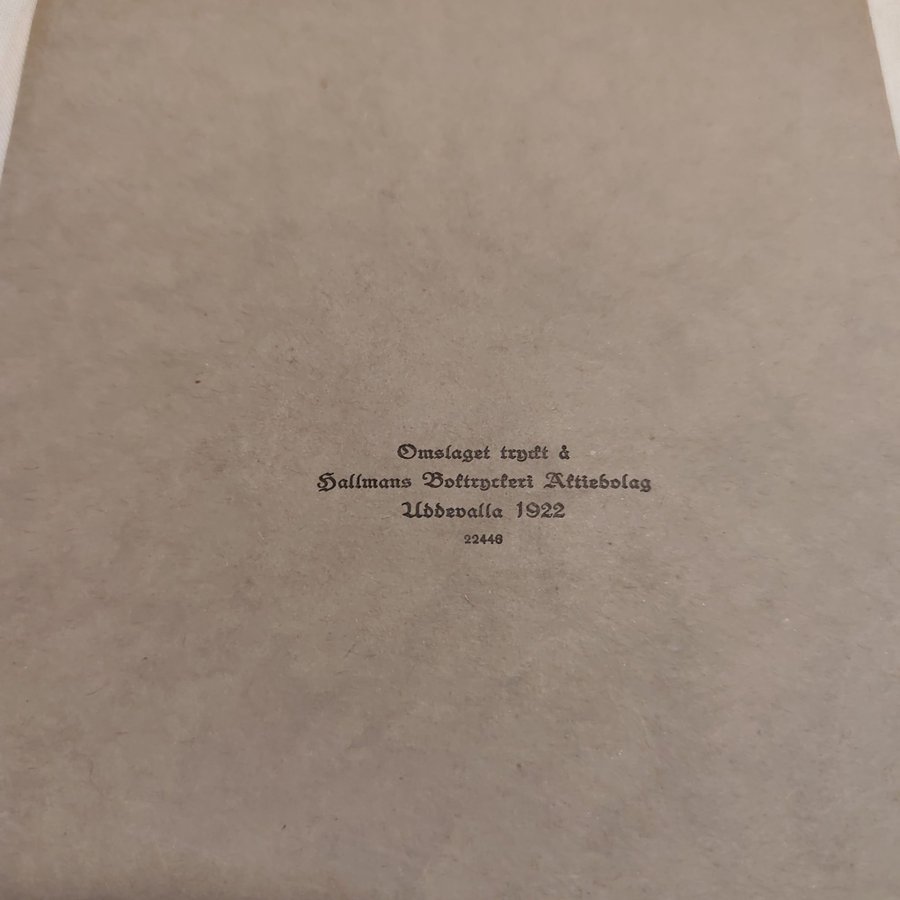 Omslaget tryckt å
Hallmans Boktryckeri Aktiebolag
Uddevalla 1922
22446